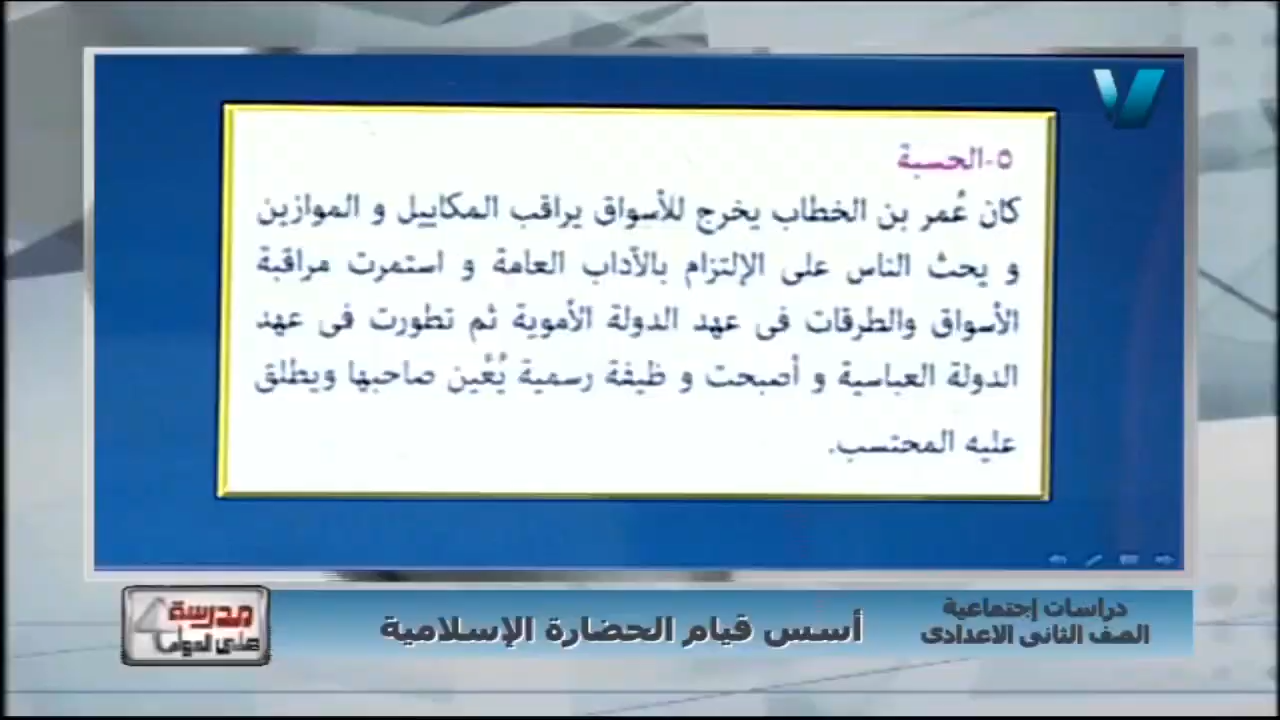 ٥-الحسبة
كان عُمر بن الخطاب يخرج للأسواق يراقب المكاييل و الموازين
و يحث الناس على الإلتزام بالآداب العامة و استمرت مراقبة
الأسواق والطرقات فى عهد الدولة الأموية ثم تطورت فى عهد
الدولة العباسية و أصبحت و ظيفة رسمية يُعُين صاحبها ويطلق
عليه المحتسب.
دراسات إجتماعية
الصف الثانى الاعدادى
أسس قيام الحضارة الإسلامية
مدرسة
على الهواء